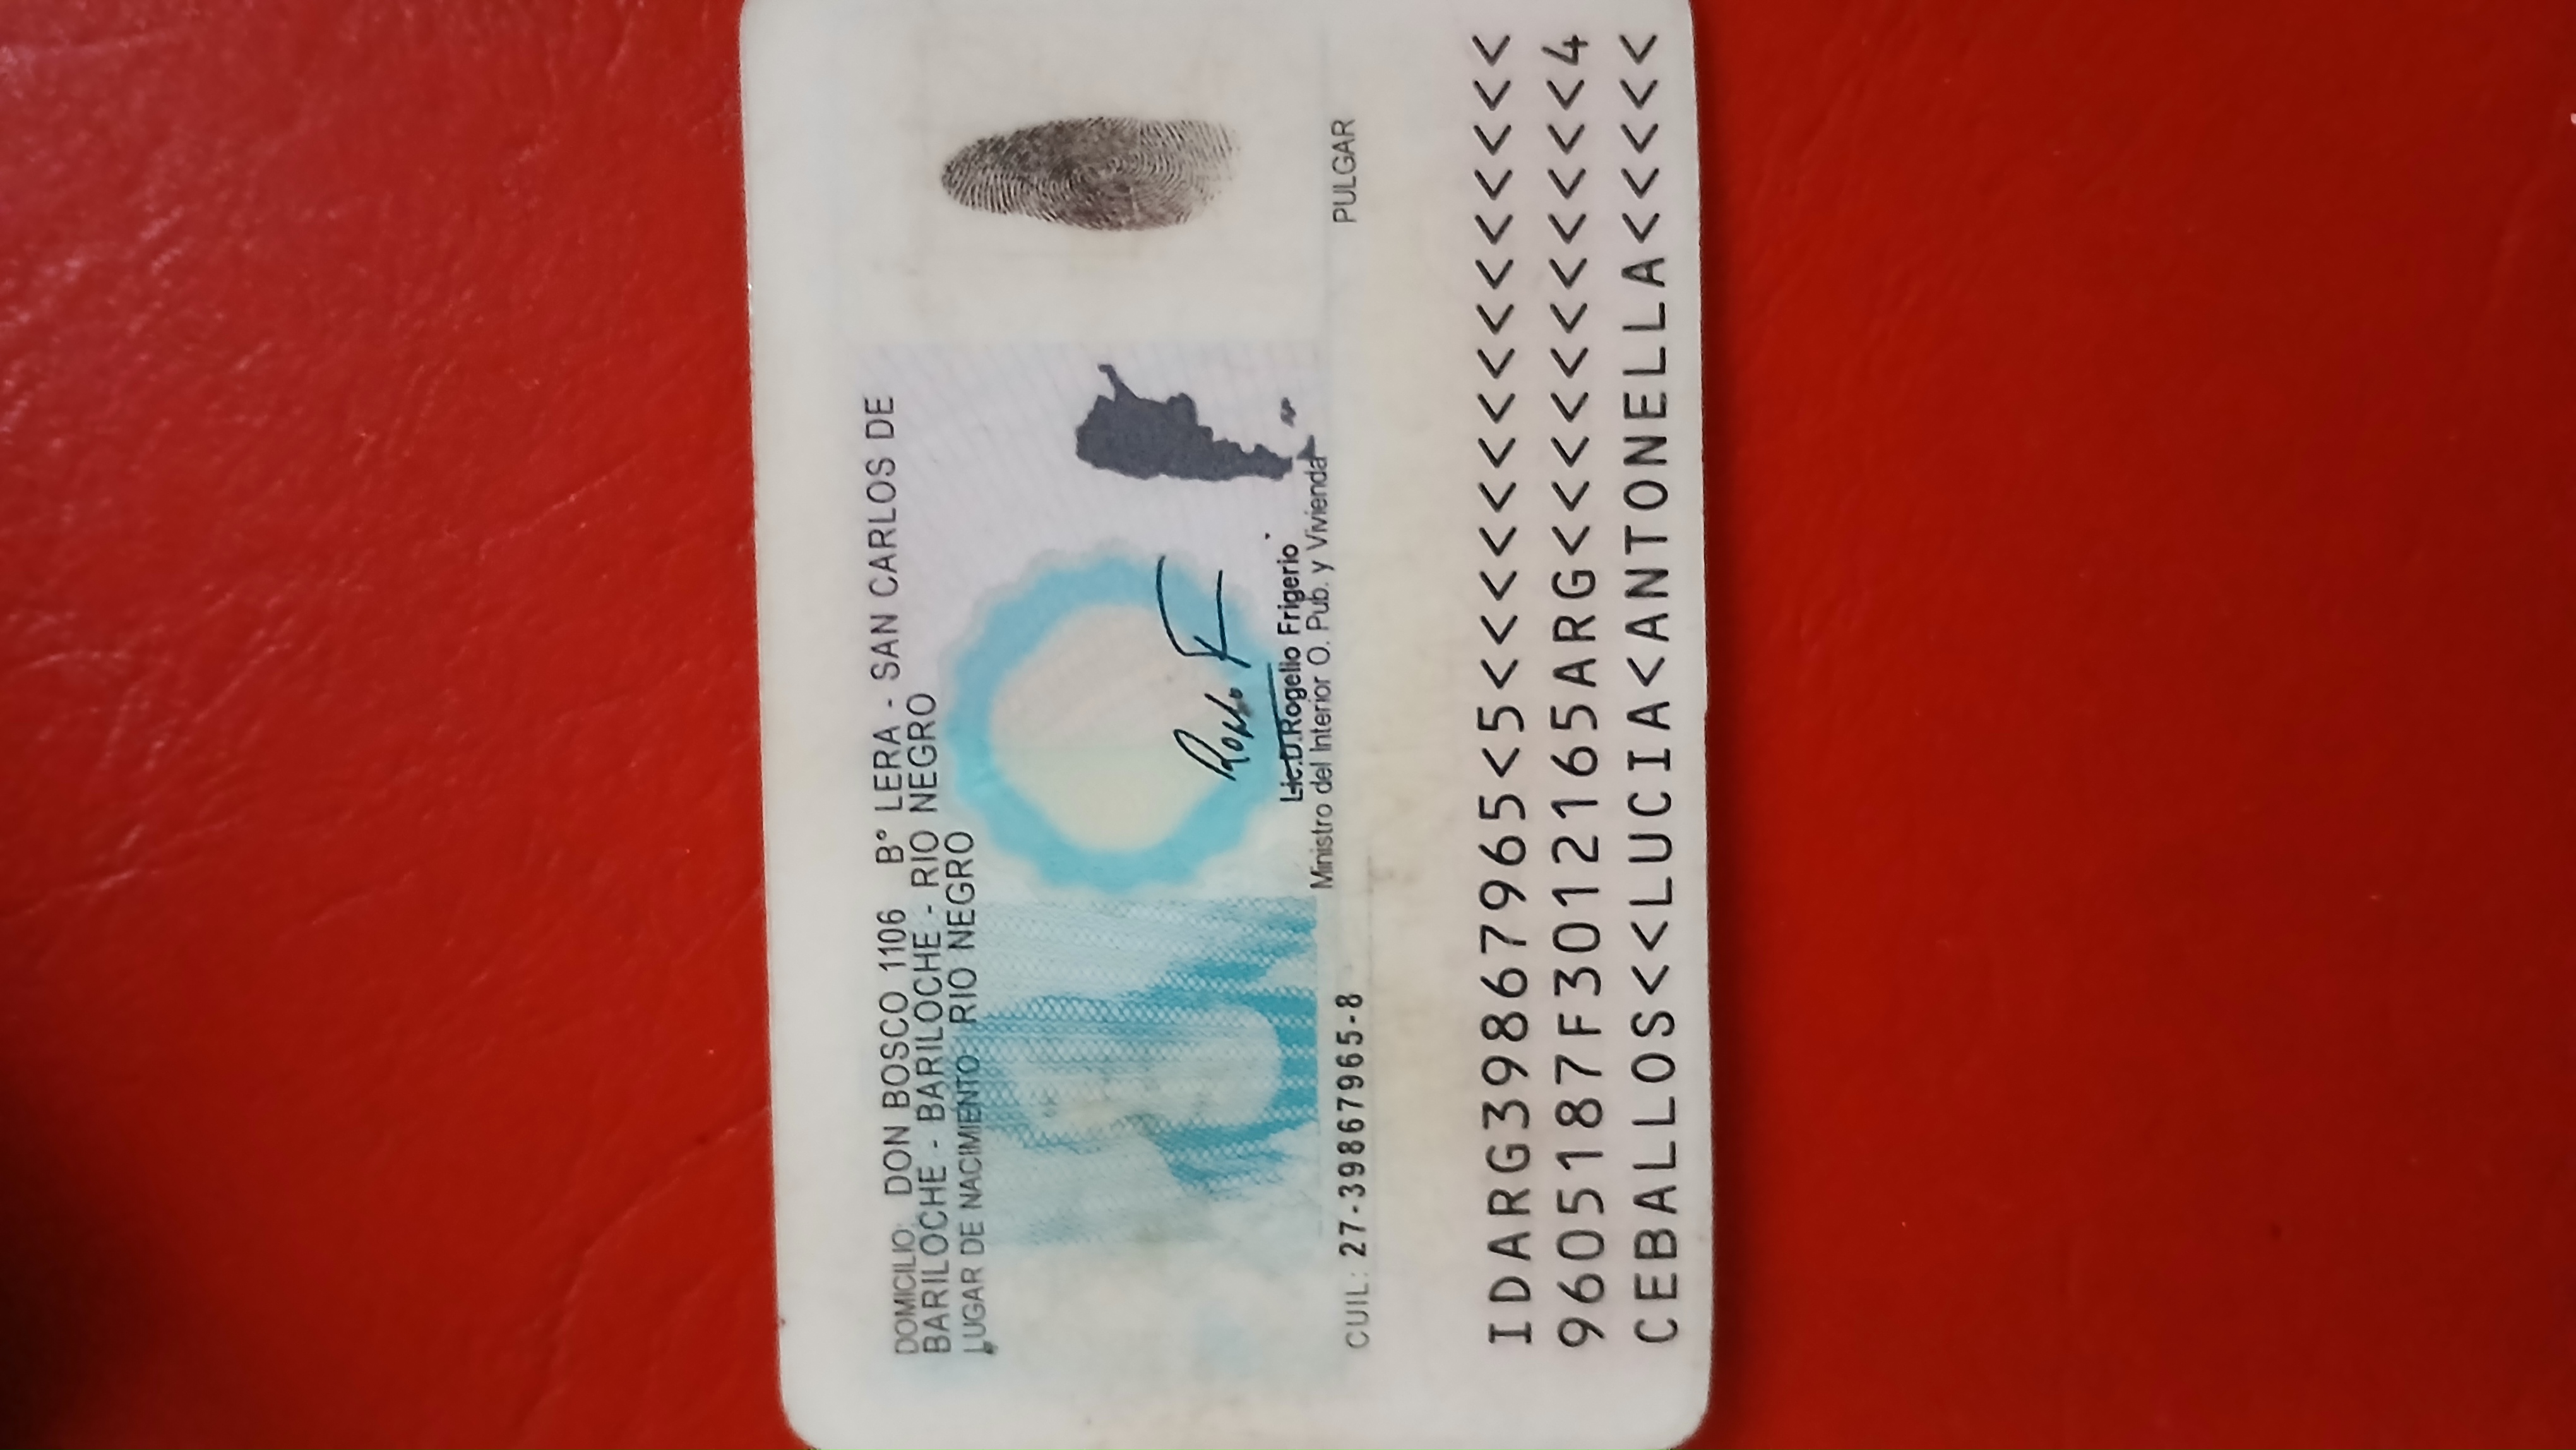 DOMICILIO: DON BOSCO 1106 B° LERA - SAN CARLOS DE
BARILOCHE - BARILOCHE - RIO NEGRO
LUGAR DE NACIMIENTO: RIO NEGRO
Lic.D.Rogelio Frigerio
Ministro del Interior O. Pub. y Vivienda
CUIL: 27-39867965-8
PULGAR
IDARG39867965<5<<<<<<<<<<<<<<<
9605187F3012165ARG<<<<<<<<<<<4
CEBALLOS<<LUCIA<ANTONELLA<<<<<